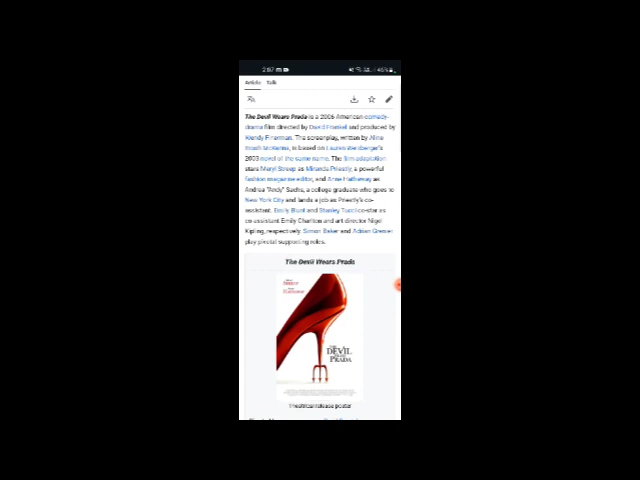 2:07
Article Talk
The Devil Wears Prada is a 2006 American comedy-
drama film directed by David Frankel and produced by
Wendy Finerman. The screenplay, written by Aline
Brosh McKenna, is based on Lauren Weisberger's
2003 novel of the same name. The film adaptation
stars Meryl Streep as Miranda Priestly, a powerful
fashion magazine editor, and Anne Hathaway as
Andrea "Andy" Sachs, a college graduate who goes to
New York City and lands a job as Priestly's co-
assistant. Emily Blunt and Stanley Tucci co-star as
co-assistant Emily Charlton and art director Nigel
Kipling, respectively. Simon Baker and Adrian Grenier
play pivotal supporting roles.
The Devil Wears Prada
THE
DEVIL
WEARS
PRADA
Theatrical release poster